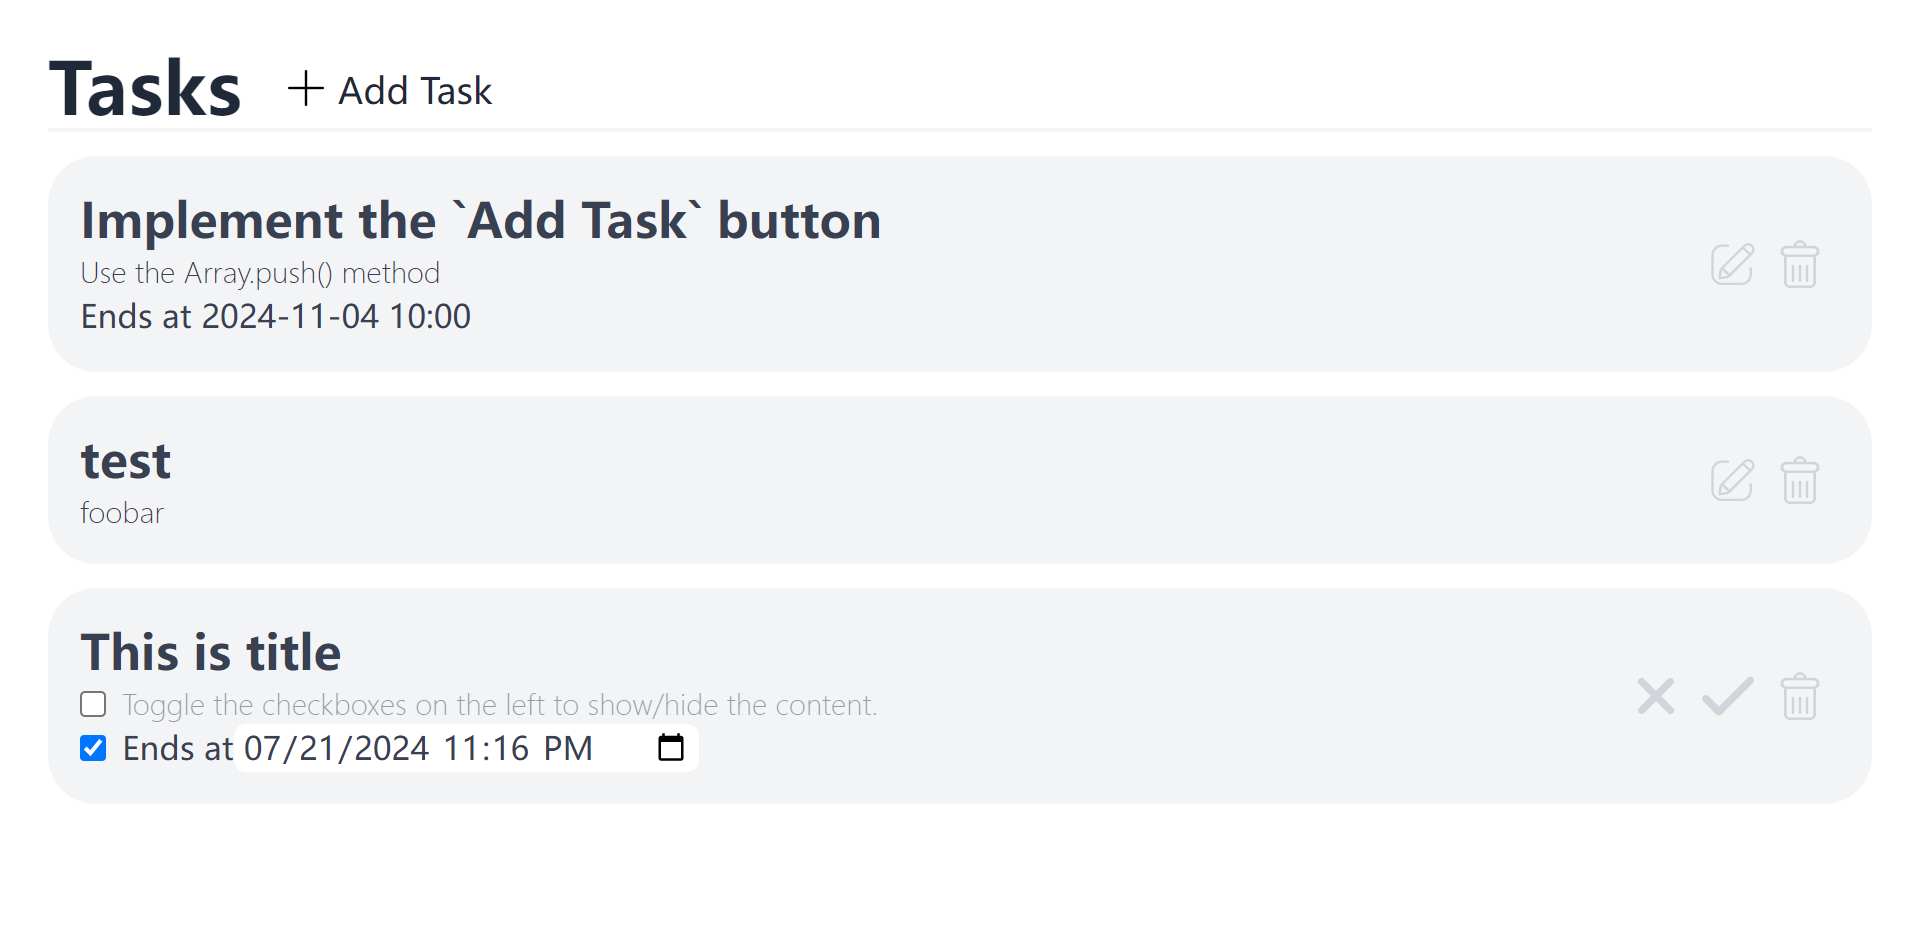 Tasks
Add Task
Implement the `Add Task` button
Use the Array.push() method
Ends at 2024-11-04 10:00
test
foobar
This is title
Toggle the checkboxes on the left to show/hide the content.
Ends at 07/21/2024 11:16 PM